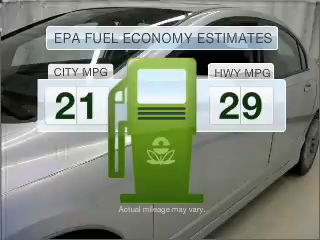 EPA FUEL ECONOMY ESTIMATES
CITY MPG
HWY MPG
21
29
Actual mileage may vary.